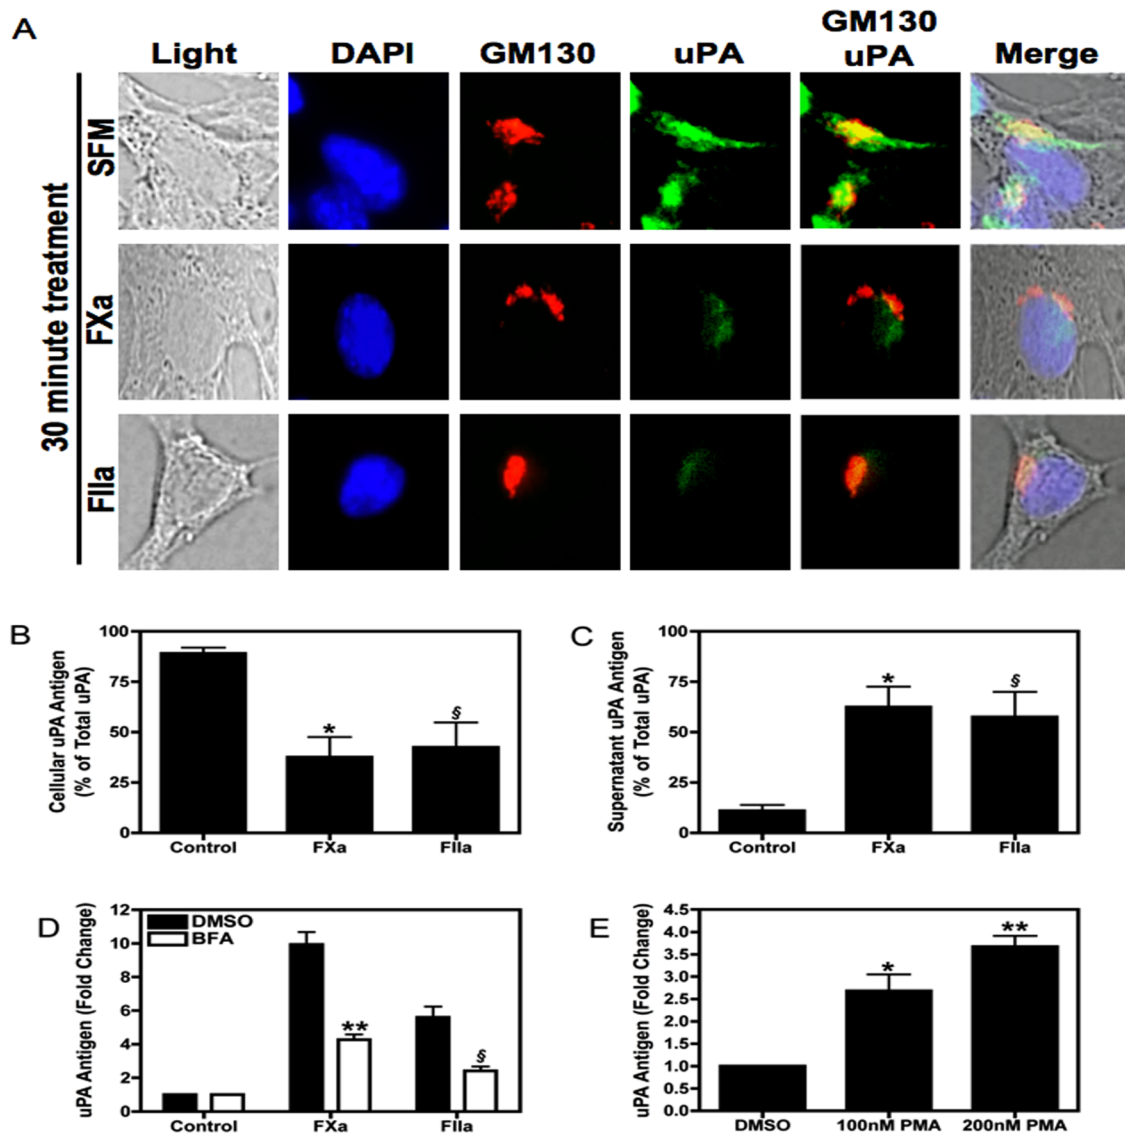 A
Light DAPI GM130 uPA GM130 uPA Merge
30 minute treatment
SFM
FXa
FIIa
B
Cellular uPA Antigen
(% of Total uPA)
100
75
50
25
0
*
§
Control FXa FIIa
C
Supernatant uPA Antigen
(% of Total uPA)
100
75
50
25
0
*
§
Control FXa FIIa
D
uPA Antigen (Fold Change)
12
10
8
6
4
2
0
DMSO
BFA
**
§
Control FXa FIIa
E
uPA Antigen (Fold Change)
4.5
4.0
3.5
3.0
2.5
2.0
1.5
1.0
0.5
0.0
*
**
DMSO 100nM PMA 200nM PMA